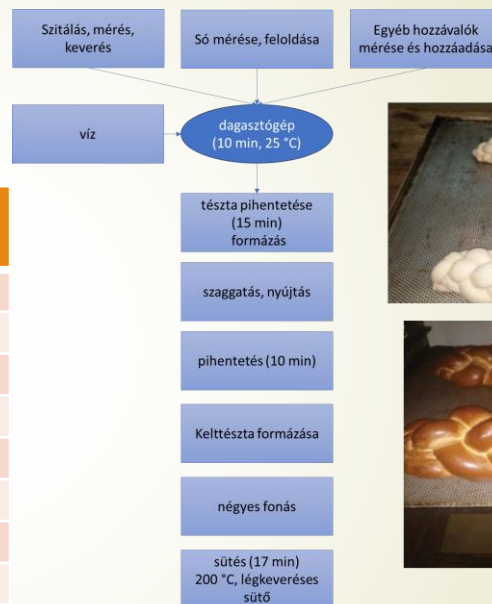 Szitálás, mérés,
keverés
Só mérése, feloldása
Egyéb hozzávalók
mérése és hozzáadása
víz
dagasztógép
(10 min, 25 °C)
tészta pihentetése
(15 min)
formázás
szaggatás, nyújtás
pihentetés (10 min)
Kelttészta formázása
négyes fonás
sütés (17 min)
200 °C, légkeveréses
sütő